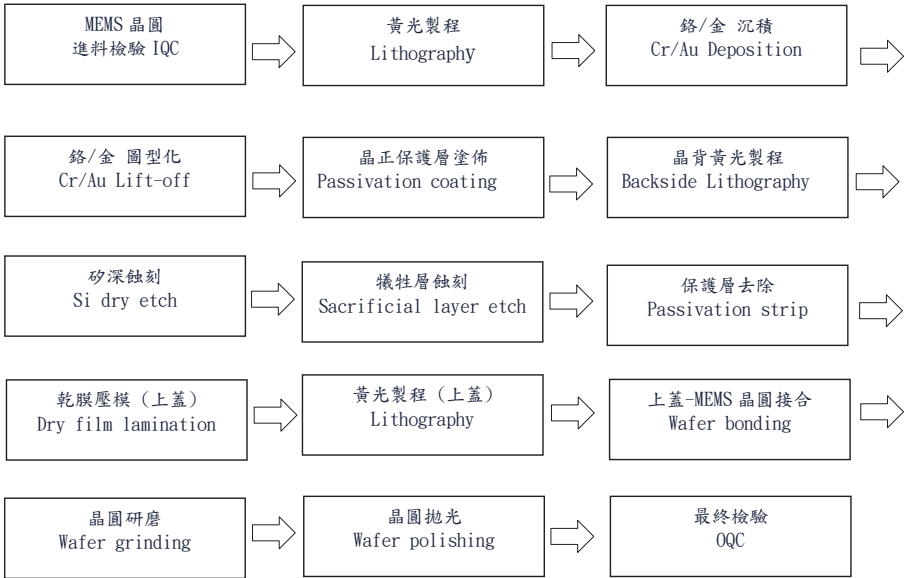 MEMS 晶圓
進料檢驗 IQC
黃光製程
Lithography
鉻/金 沉積
Cr/Au Deposition
鉻/金 圖型化
Cr/Au Lift-off
晶正保護層塗佈
Passivation coating
晶背黃光製程
Backside Lithography
矽深蝕刻
Si dry etch
犧牲層蝕刻
Sacrificial layer etch
保護層去除
Passivation strip
乾膜壓模 (上蓋)
Dry film lamination
黃光製程 (上蓋)
Lithography
上蓋-MEMS 晶圓接合
Wafer bonding
晶圓研磨
Wafer grinding
晶圓拋光
Wafer polishing
最終檢驗
OQC